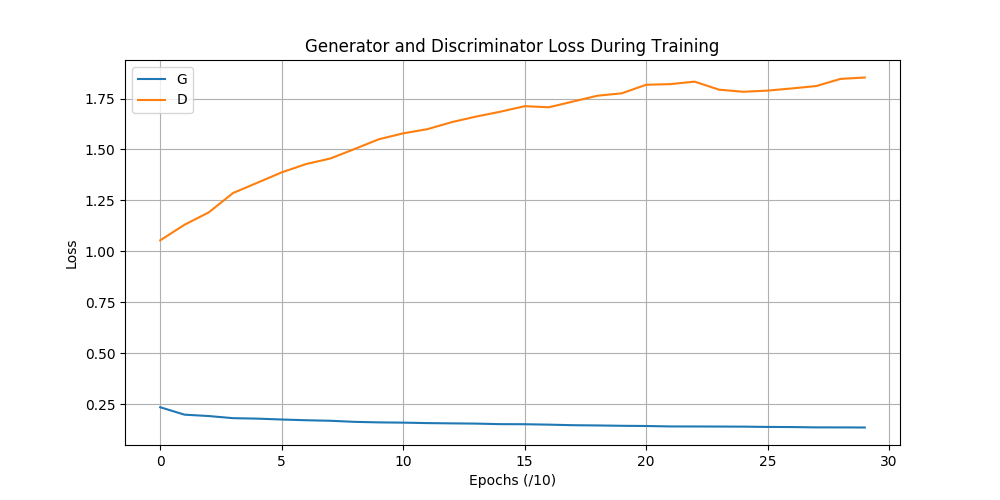 Generator and Discriminator Loss During Training
G
D
Loss
1.75
1.50
1.25
1.00
0.75
0.50
0.25
0 5 10 15 20 25 30
Epochs (/10)